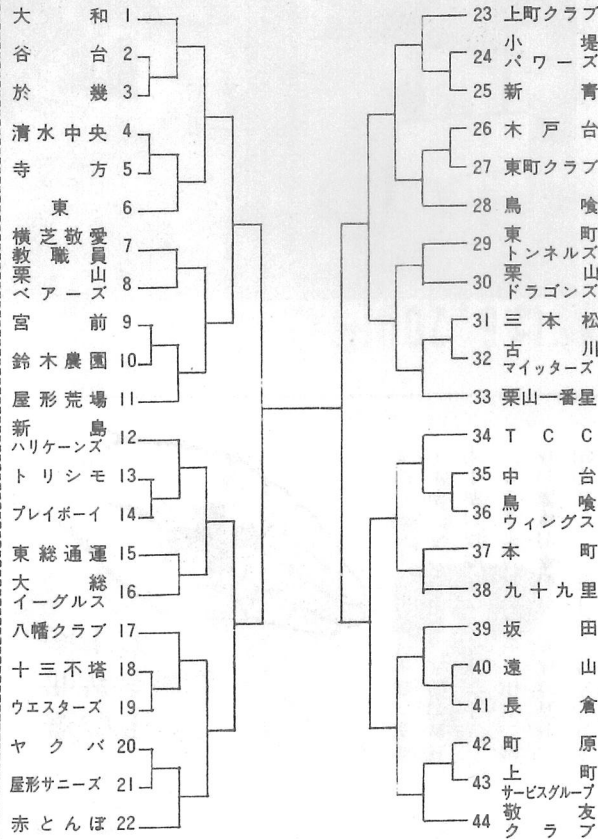 大和 1
谷台 2
於幾 3
清水中央 4
寺方 5
東 6
横芝敬愛
教職員 7
栗山
ベアーズ 8
宮前 9
鈴木農園 10
屋形荒場 11
新島
ハリケーンズ 12
トリシモ 13
プレイボーイ 14
東総通運 15
大総
イーグルス 16
八幡クラブ 17
十三不塔 18
ウエスターズ 19
ヤクバ 20
屋形サニーズ 21
赤とんぼ 22
23 上町クラブ
24 小堤
パワーズ
25 新青
26 木戸台
27 東町クラブ
28 鳥喰
29 東町
トンネルズ
30 栗山
ドラゴンズ
31 三本松
32 古川
マイッターズ
33 栗山一番星
34 TCC
35 中台
36 鳥喰
ウィングス
37 本町
38 九十九里
39 坂田
40 遠山
41 長倉
42 町原
43 上町
サービスグループ
44 敬友
クラブ